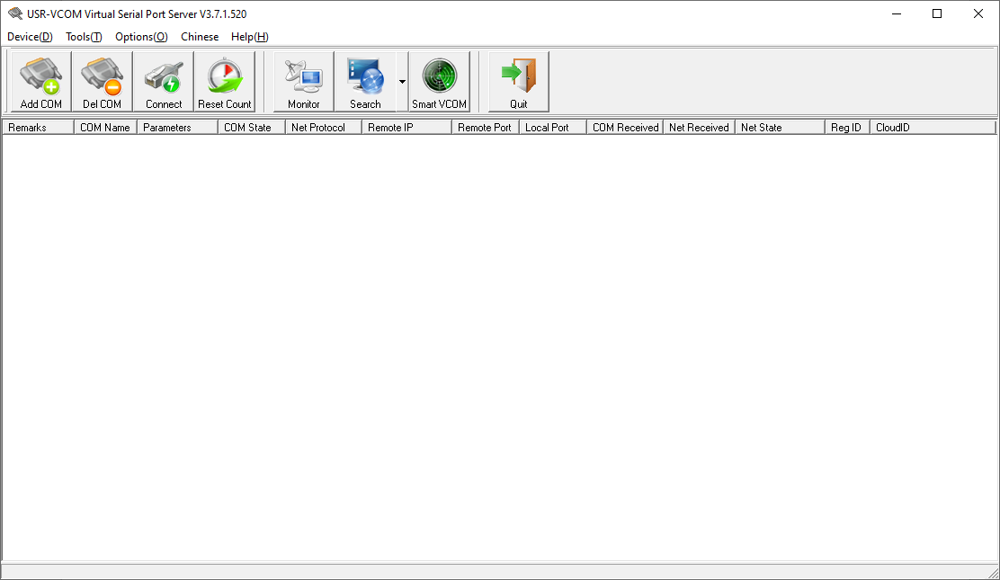 USR-VCOM Virtual Serial Port Server V3.7.1.520
Device(D) Tools(T) Options(O) Chinese Help(H)
Add COM Del COM Connect Reset Count Monitor Search Smart VCOM Quit
Remarks COM Name Parameters COM State Net Protocol Remote IP Remote Port Local Port COM Received Net Received Net State Reg ID CloudID